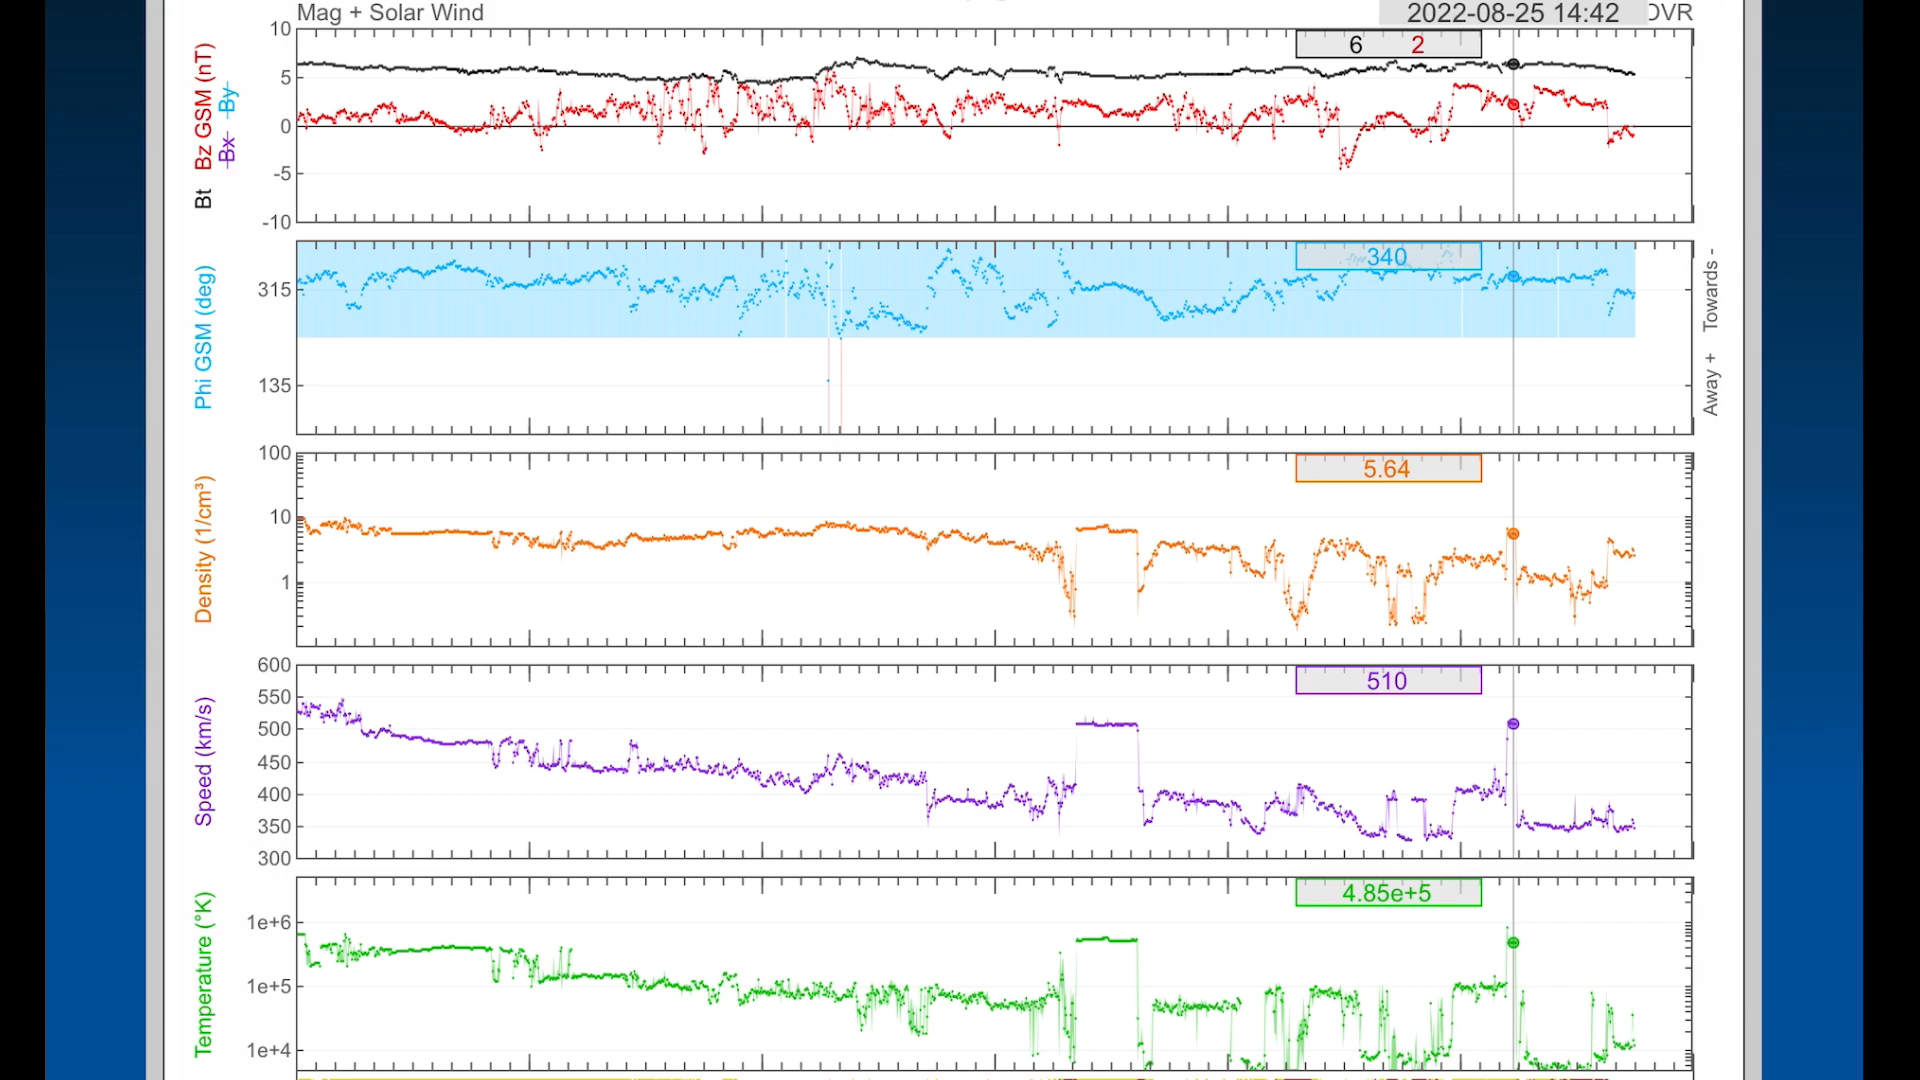 Mag + Solar Wind
2022-08-25 14:42
DVR
10
5
0
-5
-10
Bt Bz GSM (nT)
Bx By
6 2
315
135
Phi GSM (deg)
340
Away + Towards -
100
10
1
Density (1/cm³)
5.64
600
550
500
450
400
350
300
Speed (km/s)
510
1e+6
1e+5
1e+4
Temperature (°K)
4.85e+5